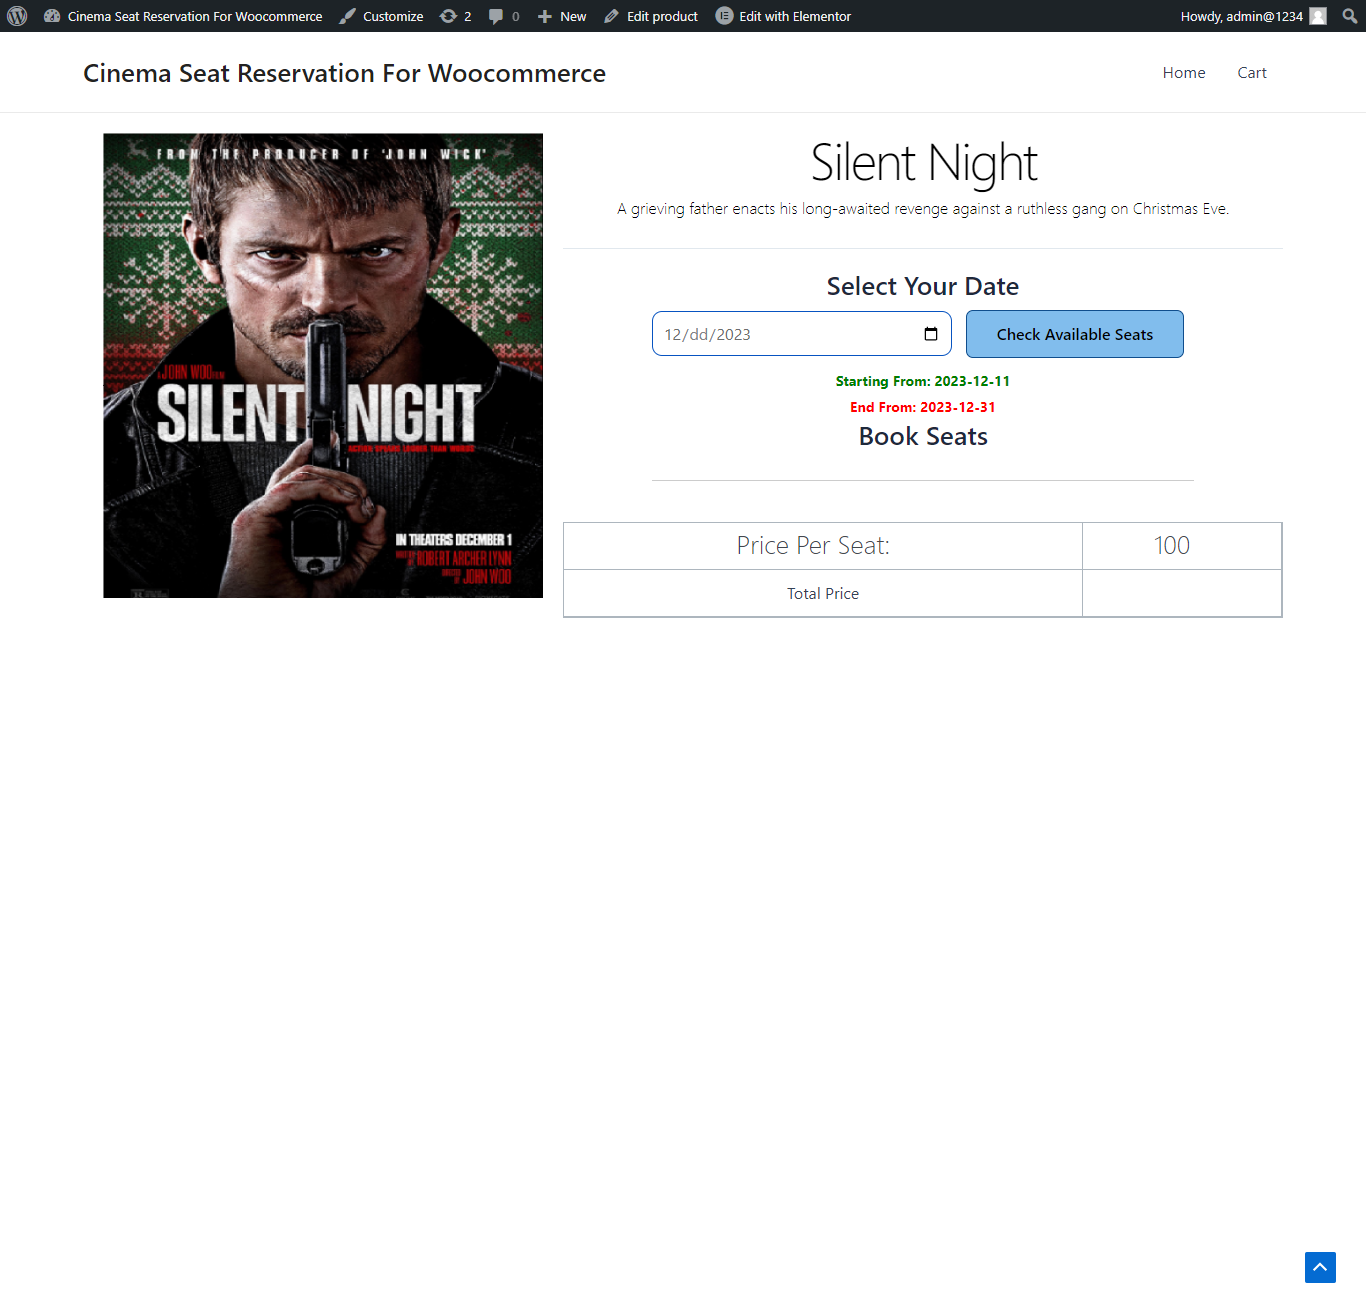 Cinema Seat Reservation For Woocommerce
Customize
2
0
New
Edit product
Edit with Elementor
Howdy, admin@1234
Cinema Seat Reservation For Woocommerce
Home
Cart
FROM THE PRODUCER OF 'JOHN WICK'
A JOHN WOO FILM
SILENT NIGHT
IN THEATERS DECEMBER 1
ROBERT ARCHER LYNN
JOHN WOO
Silent Night
A grieving father enacts his long-awaited revenge against a ruthless gang on Christmas Eve.
Select Your Date
12/dd/2023
Check Available Seats
Starting From: 2023-12-11
End From: 2023-12-31
Book Seats
Price Per Seat:
100
Total Price